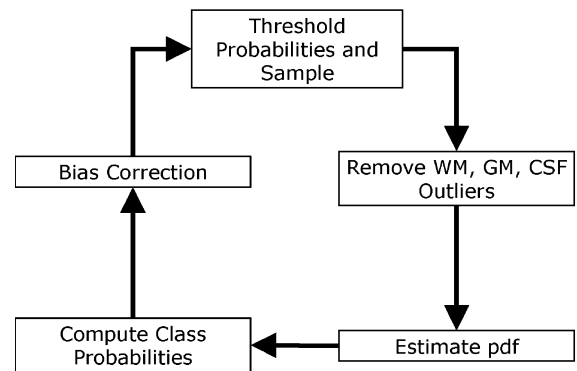 Threshold
Probabilities and
Sample
Bias Correction
Remove WM, GM, CSF
Outliers
Compute Class
Probabilities
Estimate pdf